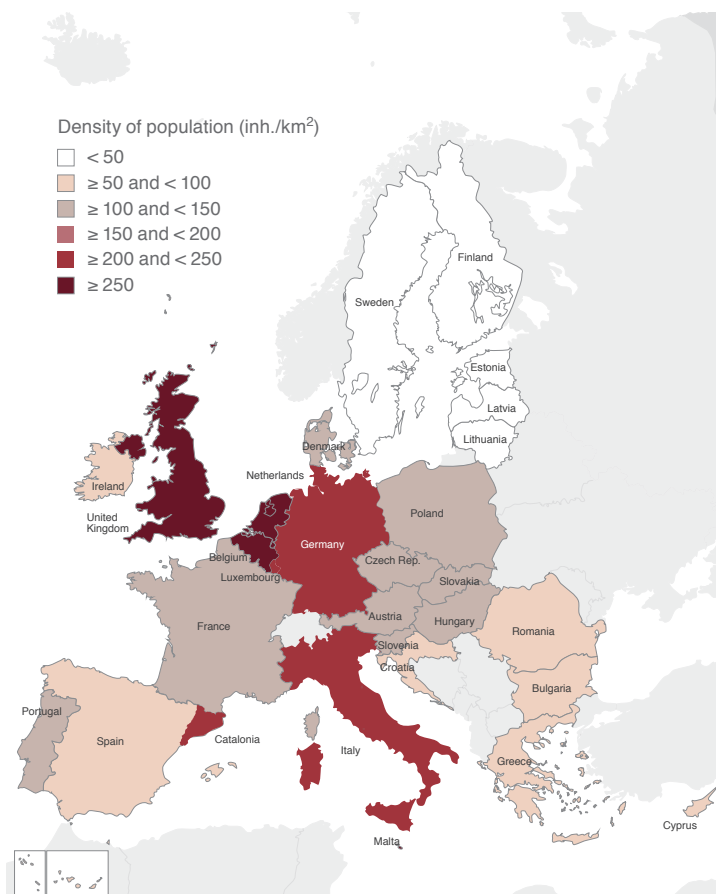 Density of population (inh./km²)
< 50
≥ 50 and < 100
≥ 100 and < 150
≥ 150 and < 200
≥ 200 and < 250
≥ 250
Finland
Sweden
Estonia
Latvia
Lithuania
Denmark
Netherlands
Ireland
United
Kingdom
Poland
Germany
Belgium
Czech Rep.
Luxembourg
Slovakia
Austria
Hungary
France
Romania
Slovenia
Croatia
Bulgaria
Portugal
Spain
Catalonia
Italy
Greece
Cyprus
Malta